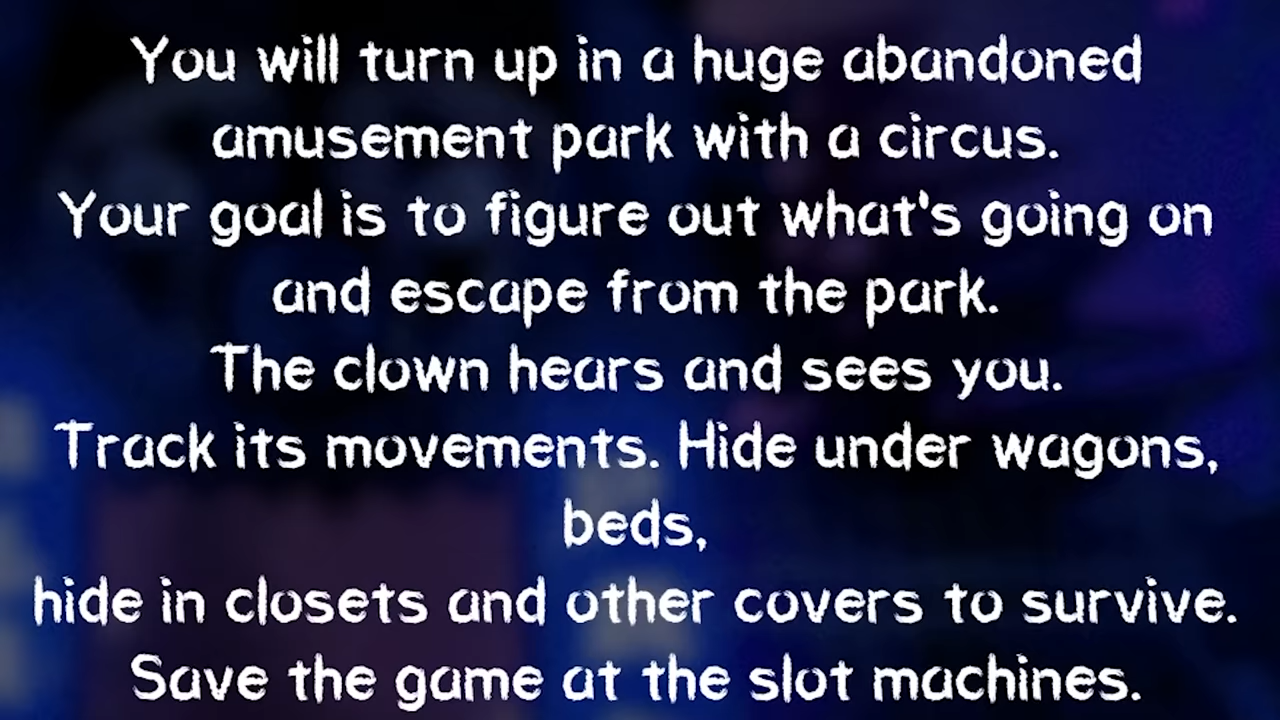 You will turn up in a huge abandoned
amusement park with a circus.
Your goal is to figure out what's going on
and escape from the park.
The clown hears and sees you.
Track its movements. Hide under wagons,
beds,
hide in closets and other covers to survive.
Save the game at the slot machines.